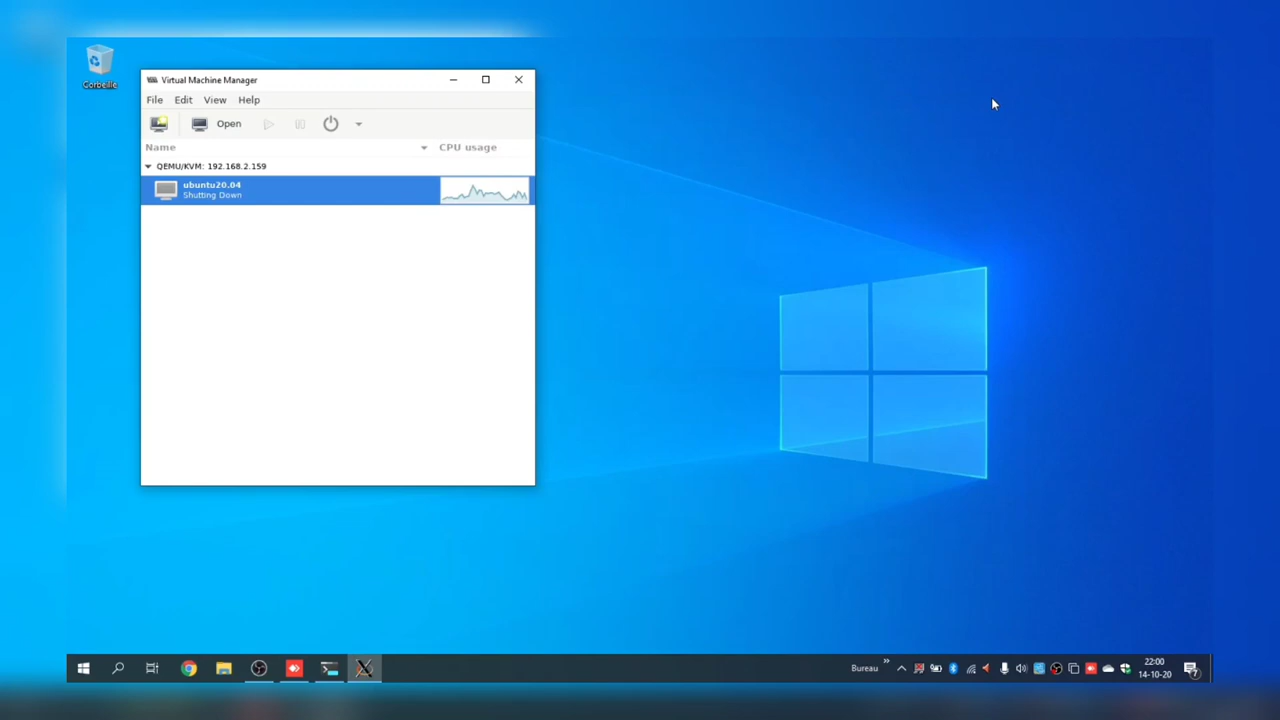 Corbeille
Virtual Machine Manager
File Edit View Help
Open
Name CPU usage
QEMU/KVM: 192.168.2.159
ubuntu20.04
Shutting Down
Bureau »
22:00
14-10-20
7